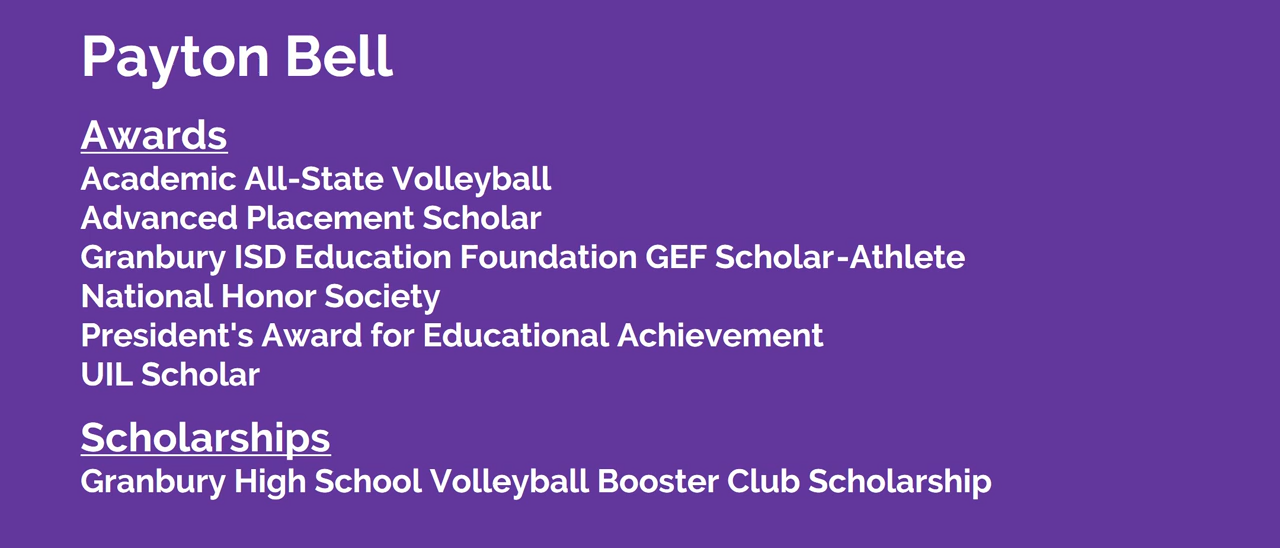 Payton Bell
Awards
Academic All-State Volleyball
Advanced Placement Scholar
Granbury ISD Education Foundation GEF Scholar-Athlete
National Honor Society
President's Award for Educational Achievement
UIL Scholar
Scholarships
Granbury High School Volleyball Booster Club Scholarship